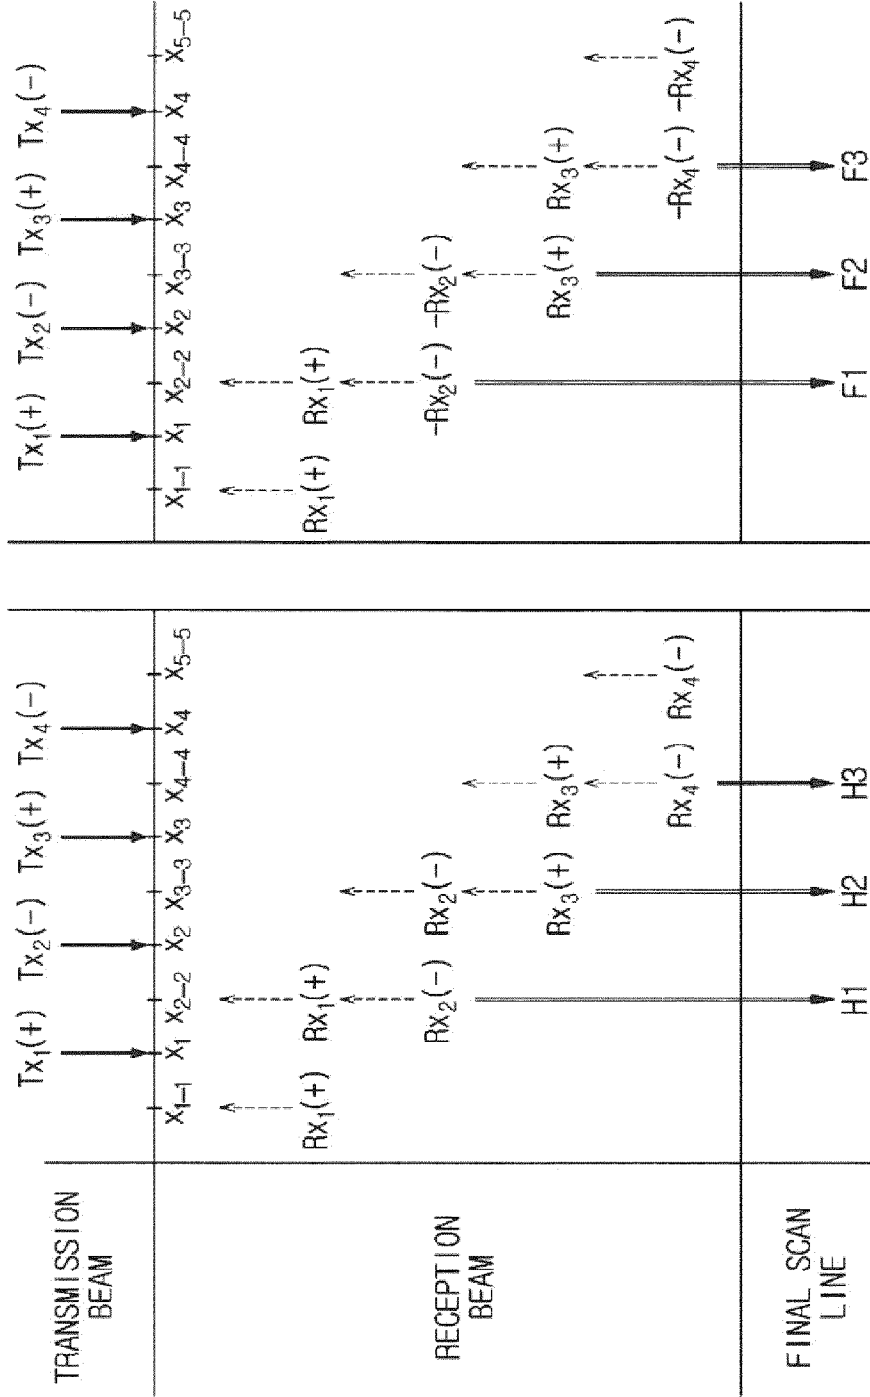 TRANSMISSION
BEAM
Tx₁(+) Tx₂(−) Tx₃(+) Tx₄(−)
X₁₋₁ X₁ X₂₋₂ X₂ X₃₋₃ X₃ X₄₋₄ X₄ X₅₋₅
RECEPTION
BEAM
Rx₁(+) Rx₁(+)
Rx₂(−) Rx₂(−)
Rx₃(+) Rx₃(+)
Rx₄(−) Rx₄(−)
FINAL SCAN
LINE
H1 H2 H3
Tx₁(+) Tx₂(−) Tx₃(+) Tx₄(−)
X₁₋₁ X₁ X₂₋₂ X₂ X₃₋₃ X₃ X₄₋₄ X₄ X₅₋₅
Rx₁(+) Rx₁(+)
−Rx₂(−) −Rx₂(−)
Rx₃(+) Rx₃(+)
−Rx₄(−) −Rx₄(−)
F1 F2 F3